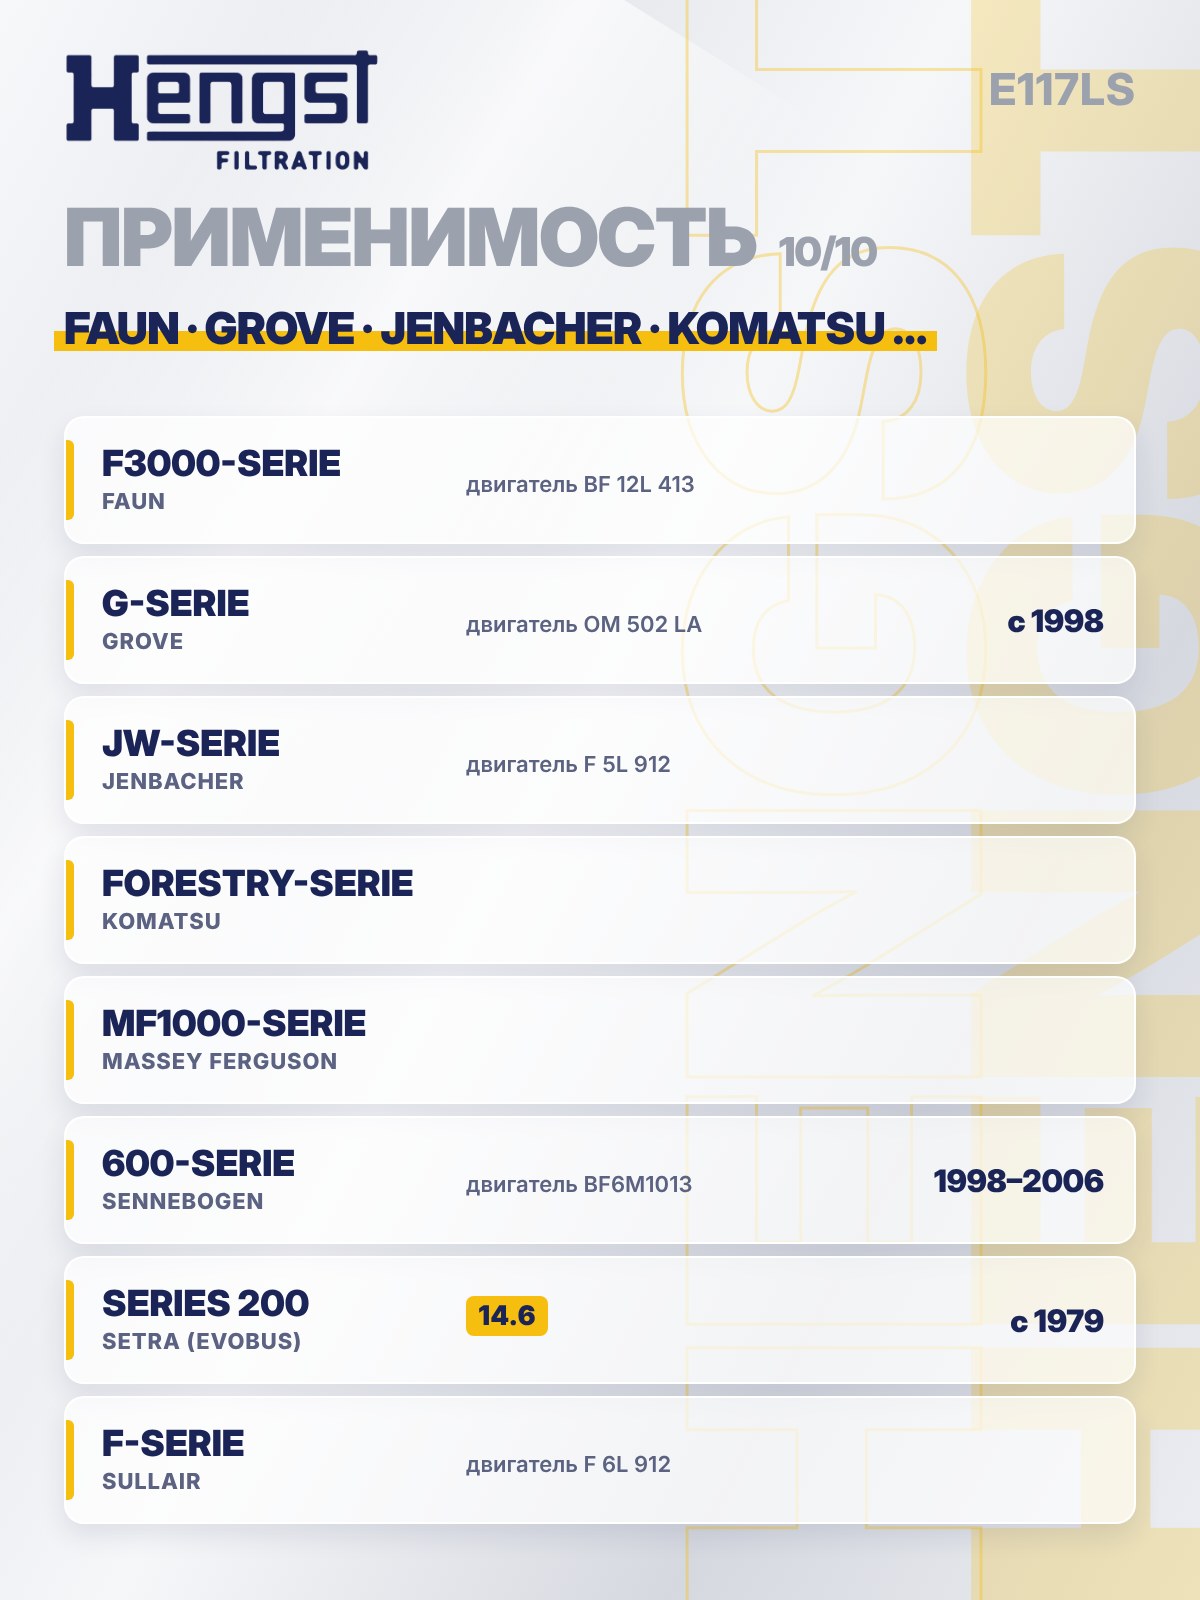 Hengst
FILTRATION
E117LS
ПРИМЕНИМОСТЬ 10/10
FAUN · GROVE · JENBACHER · KOMATSU ...
F3000-SERIE
FAUN
двигатель BF 12L 413
G-SERIE
GROVE
двигатель OM 502 LA
с 1998
JW-SERIE
JENBACHER
двигатель F 5L 912
FORESTRY-SERIE
KOMATSU
MF1000-SERIE
MASSEY FERGUSON
600-SERIE
SENNEBOGEN
двигатель BF6M1013
1998–2006
SERIES 200
SETRA (EVOBUS)
14.6
с 1979
F-SERIE
SULLAIR
двигатель F 6L 912
HENGST
HENGST